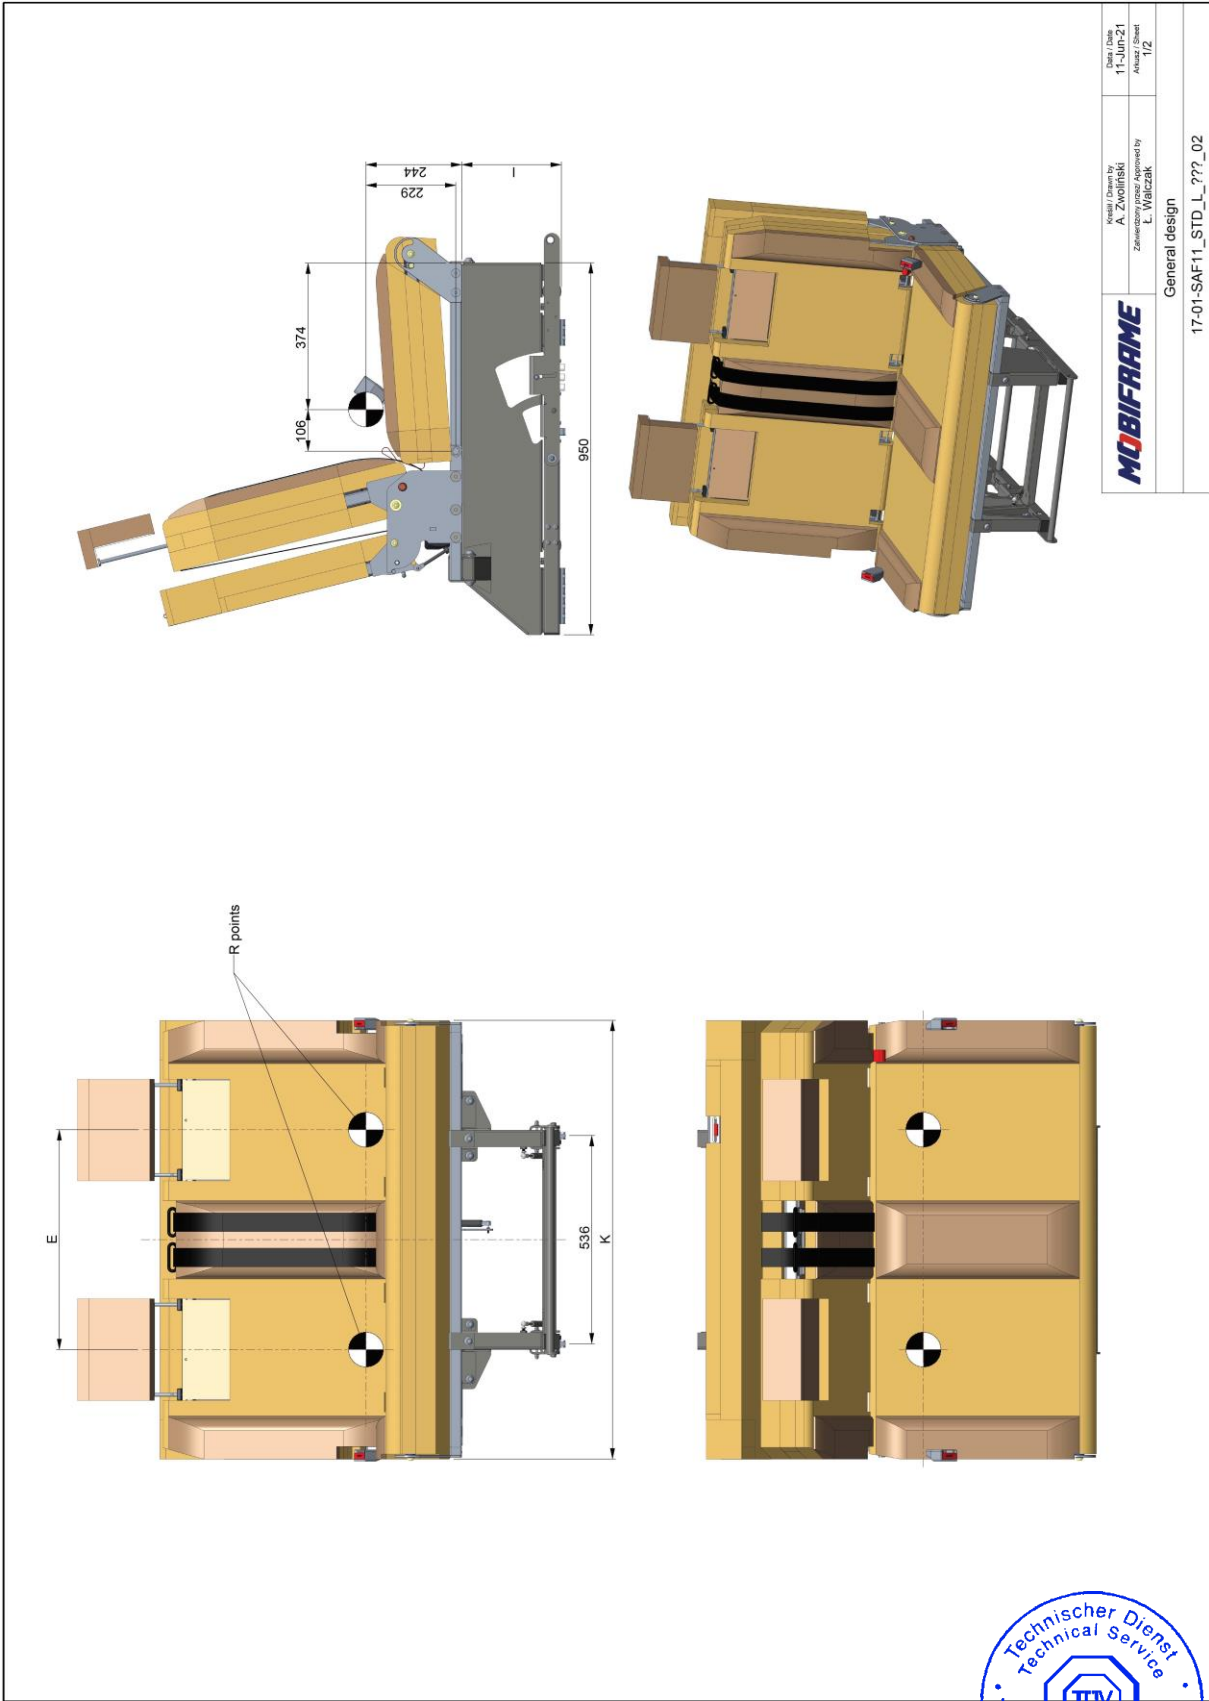 244
229
I
374
106
950
R points
E
536
K
Kreślił / Drawn by
A. Zwoliński
Data / Date
11-Jun-21
Zatwierdzony przez/ Approved by
Ł. Walczak
Arkusz / Sheet
1/2
MOBIFRAME
General design
17-01-SAF11_STD_L_???_02
Technischer Dienst
Technical Service
TÜV